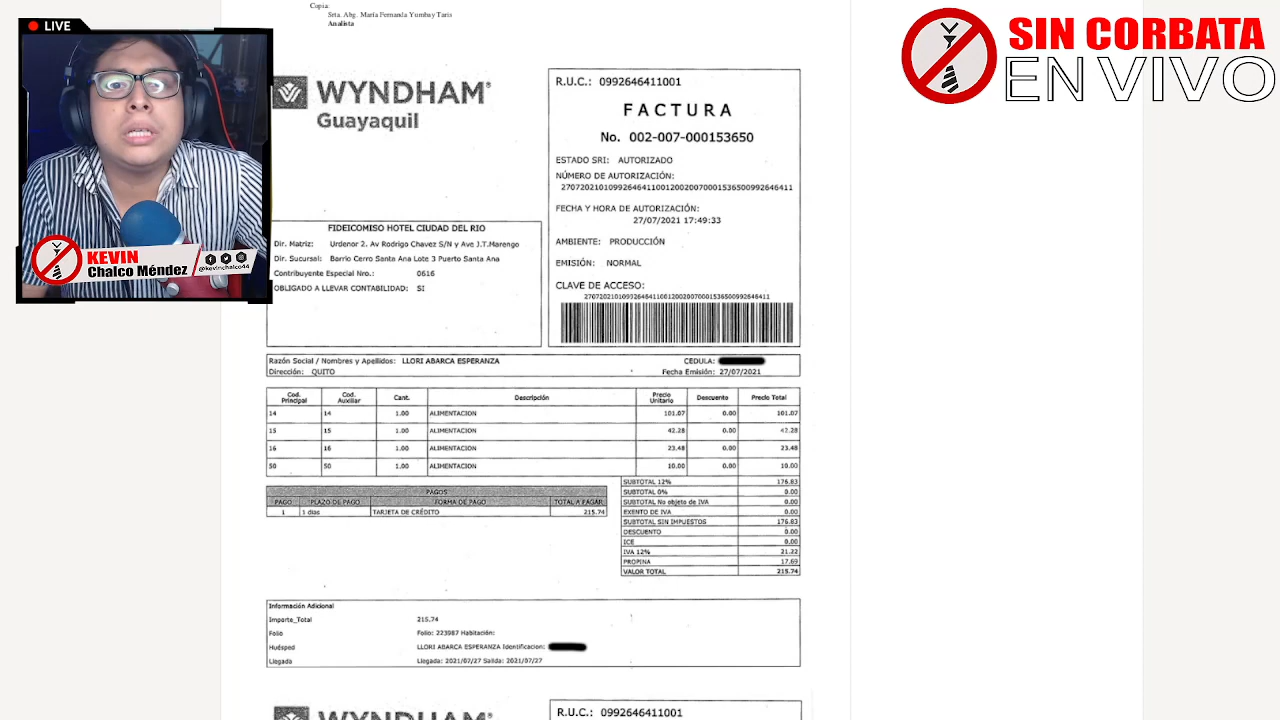 Copia:
Srta. Abg. María Fernanda Yumbay Taris
Analista
LIVE
SIN CORBATA
EN VIVO
WYNDHAM®
Guayaquil
R.U.C.: 0992646411001
FACTURA
No. 002-007-000153650
ESTADO SRI: AUTORIZADO
NÚMERO DE AUTORIZACIÓN:
2707202101099264641100120020070001536500992646411
FECHA Y HORA DE AUTORIZACIÓN:
27/07/2021 17:49:33
AMBIENTE: PRODUCCIÓN
EMISIÓN: NORMAL
CLAVE DE ACCESO:
2707202101099264641100120020070001536500992646411
KEVIN
Chalco Méndez
@kevinchalco44
FIDEICOMISO HOTEL CIUDAD DEL RIO
Dir. Matriz: Urdenor 2. Av Rodrigo Chavez S/N y Ave J.T.Marengo
Dir. Sucursal: Barrio Cerro Santa Ana Lote 3 Puerto Santa Ana
Contribuyente Especial Nro.: 0616
OBLIGADO A LLEVAR CONTABILIDAD: SI
Razón Social / Nombres y Apellidos: LLORI ABARCA ESPERANZA CEDULA:
Dirección: QUITO Fecha Emisión: 27/07/2021
Cod. Principal Cod. Auxiliar Cant. Descripción Precio Unitario Descuento Precio Total
14 14 1.00 ALIMENTACION 101.07 0.00 101.07
15 15 1.00 ALIMENTACION 42.28 0.00 42.28
16 16 1.00 ALIMENTACION 23.48 0.00 23.48
50 50 1.00 ALIMENTACION 10.00 0.00 10.00
PAGOS
PAGO PLAZO DE PAGO FORMA DE PAGO TOTAL A PAGAR
1 1 dias TARJETA DE CRÉDITO 215.74
SUBTOTAL 12% 176.83
SUBTOTAL 0% 0.00
SUBTOTAL No objeto de IVA 0.00
EXENTO DE IVA 0.00
SUBTOTAL SIN IMPUESTOS 176.83
DESCUENTO 0.00
ICE 0.00
IVA 12% 21.22
PROPINA 17.69
VALOR TOTAL 215.74
Información Adicional
Importe_Total 215.74
Folio Folio: 223987 Habitación:
Huésped LLORI ABARCA ESPERANZA Identificacion:
Llegada Llegada: 2021/07/27 Salida: 2021/07/27
WYNDHAM®
R.U.C.: 0992646411001